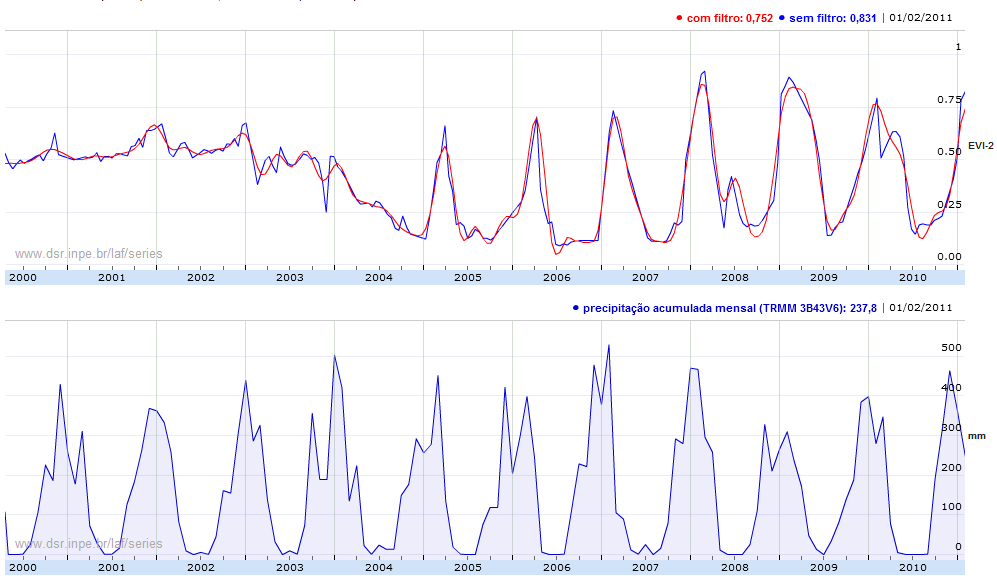 com filtro: 0,752 sem filtro: 0,831 | 01/02/2011
1
0.75
0.50
EVI-2
0.25
www.dsr.inpe.br/laf/series
0.00
2000 2001 2002 2003 2004 2005 2006 2007 2008 2009 2010
precipitação acumulada mensal (TRMM 3B43V6): 237,8 | 01/02/2011
500
400
300
mm
200
100
www.dsr.inpe.br/laf/series
0
2000 2001 2002 2003 2004 2005 2006 2007 2008 2009 2010